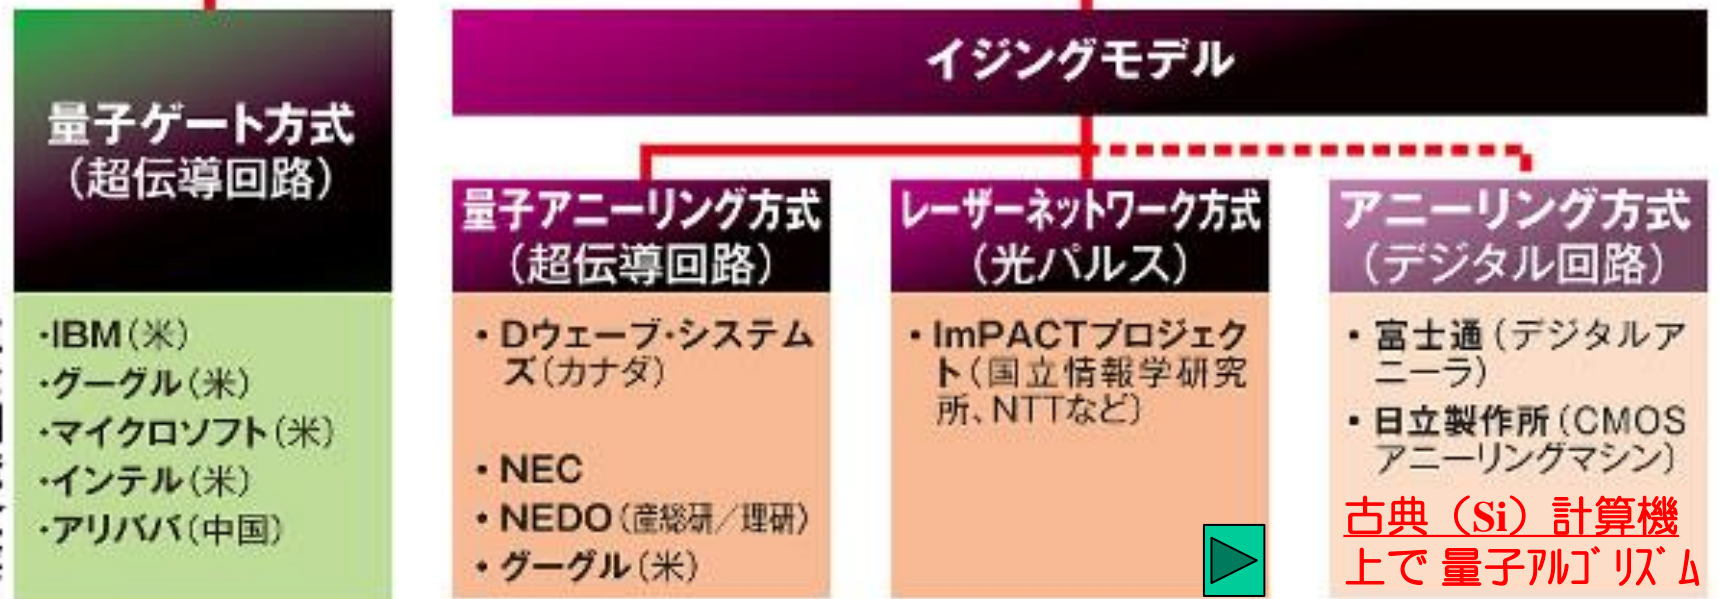 量子ゲート方式
（超伝導回路）
・IBM（米）
・グーグル（米）
・マイクロソフト（米）
・インテル（米）
・アリババ（中国）
イジングモデル
量子アニーリング方式
（超伝導回路）
・Dウェーブ・システム
ズ（カナダ）
・NEC
・NEDO（産総研／理研）
・グーグル（米）
レーザーネットワーク方式
（光パルス）
・ImPACTプロジェク
ト（国立情報学研究
所、NTTなど）
アニーリング方式
（デジタル回路）
・富士通（デジタルア
ニーラ）
・日立製作所（CMOS
アニーリングマシン）
古典（Si）計算機
上で 量子ｱﾙｺﾞﾘｽﾞﾑ